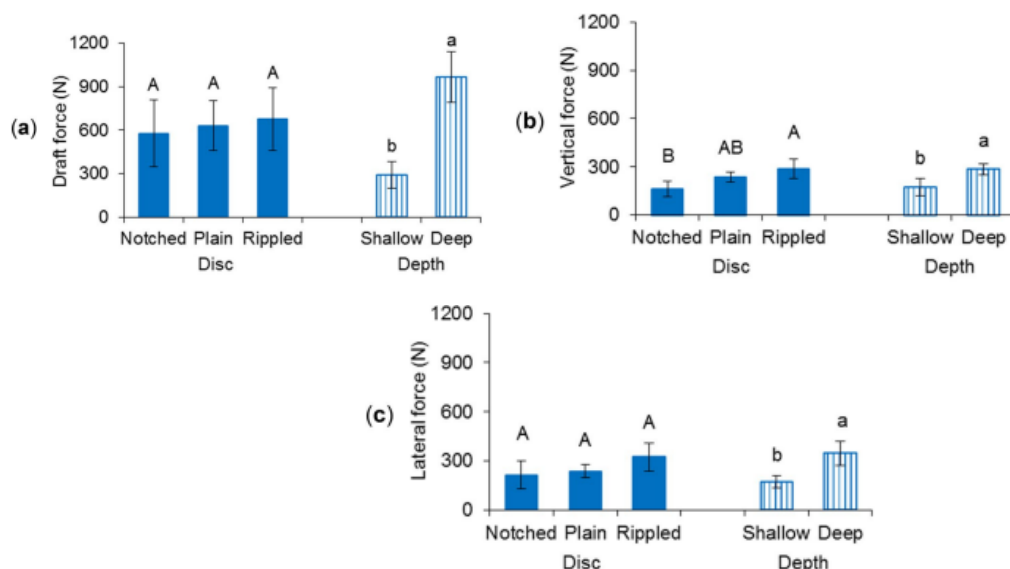 (a)
Draft force (N)
1200
900
600
300
0
A A A b a
Notched Plain Rippled Shallow Deep
Disc Depth
(b)
Vertical force (N)
1200
900
600
300
0
B AB A b a
Notched Plain Rippled Shallow Deep
Disc Depth
(c)
Lateral force (N)
1200
900
600
300
0
A A A b a
Notched Plain Rippled Shallow Deep
Disc Depth